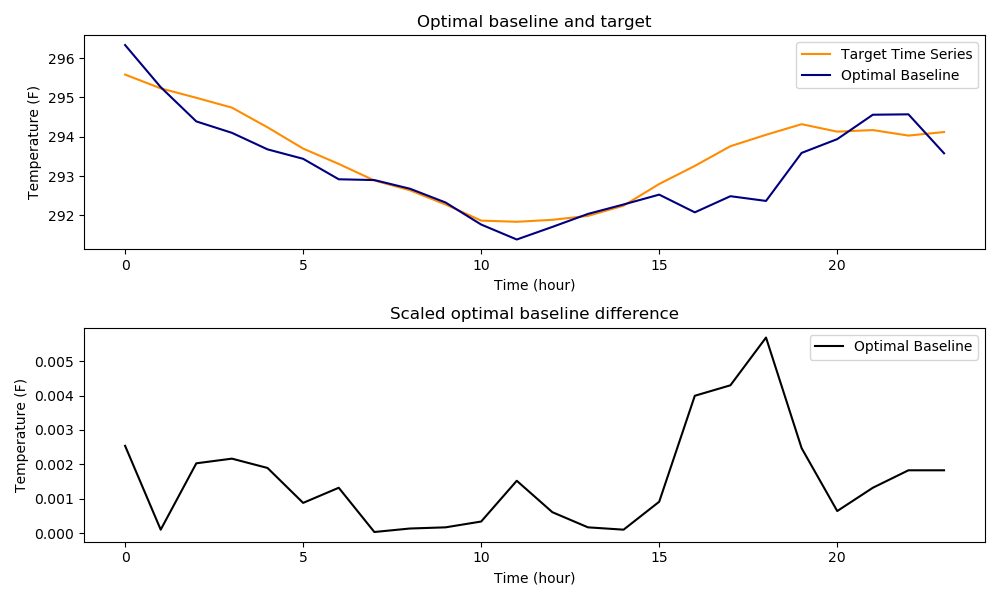 Optimal baseline and target
Temperature (F)
296
295
294
293
292
Target Time Series
Optimal Baseline
0 5 10 15 20
Time (hour)
Scaled optimal baseline difference
Temperature (F)
0.005
0.004
0.003
0.002
0.001
0.000
Optimal Baseline
0 5 10 15 20
Time (hour)